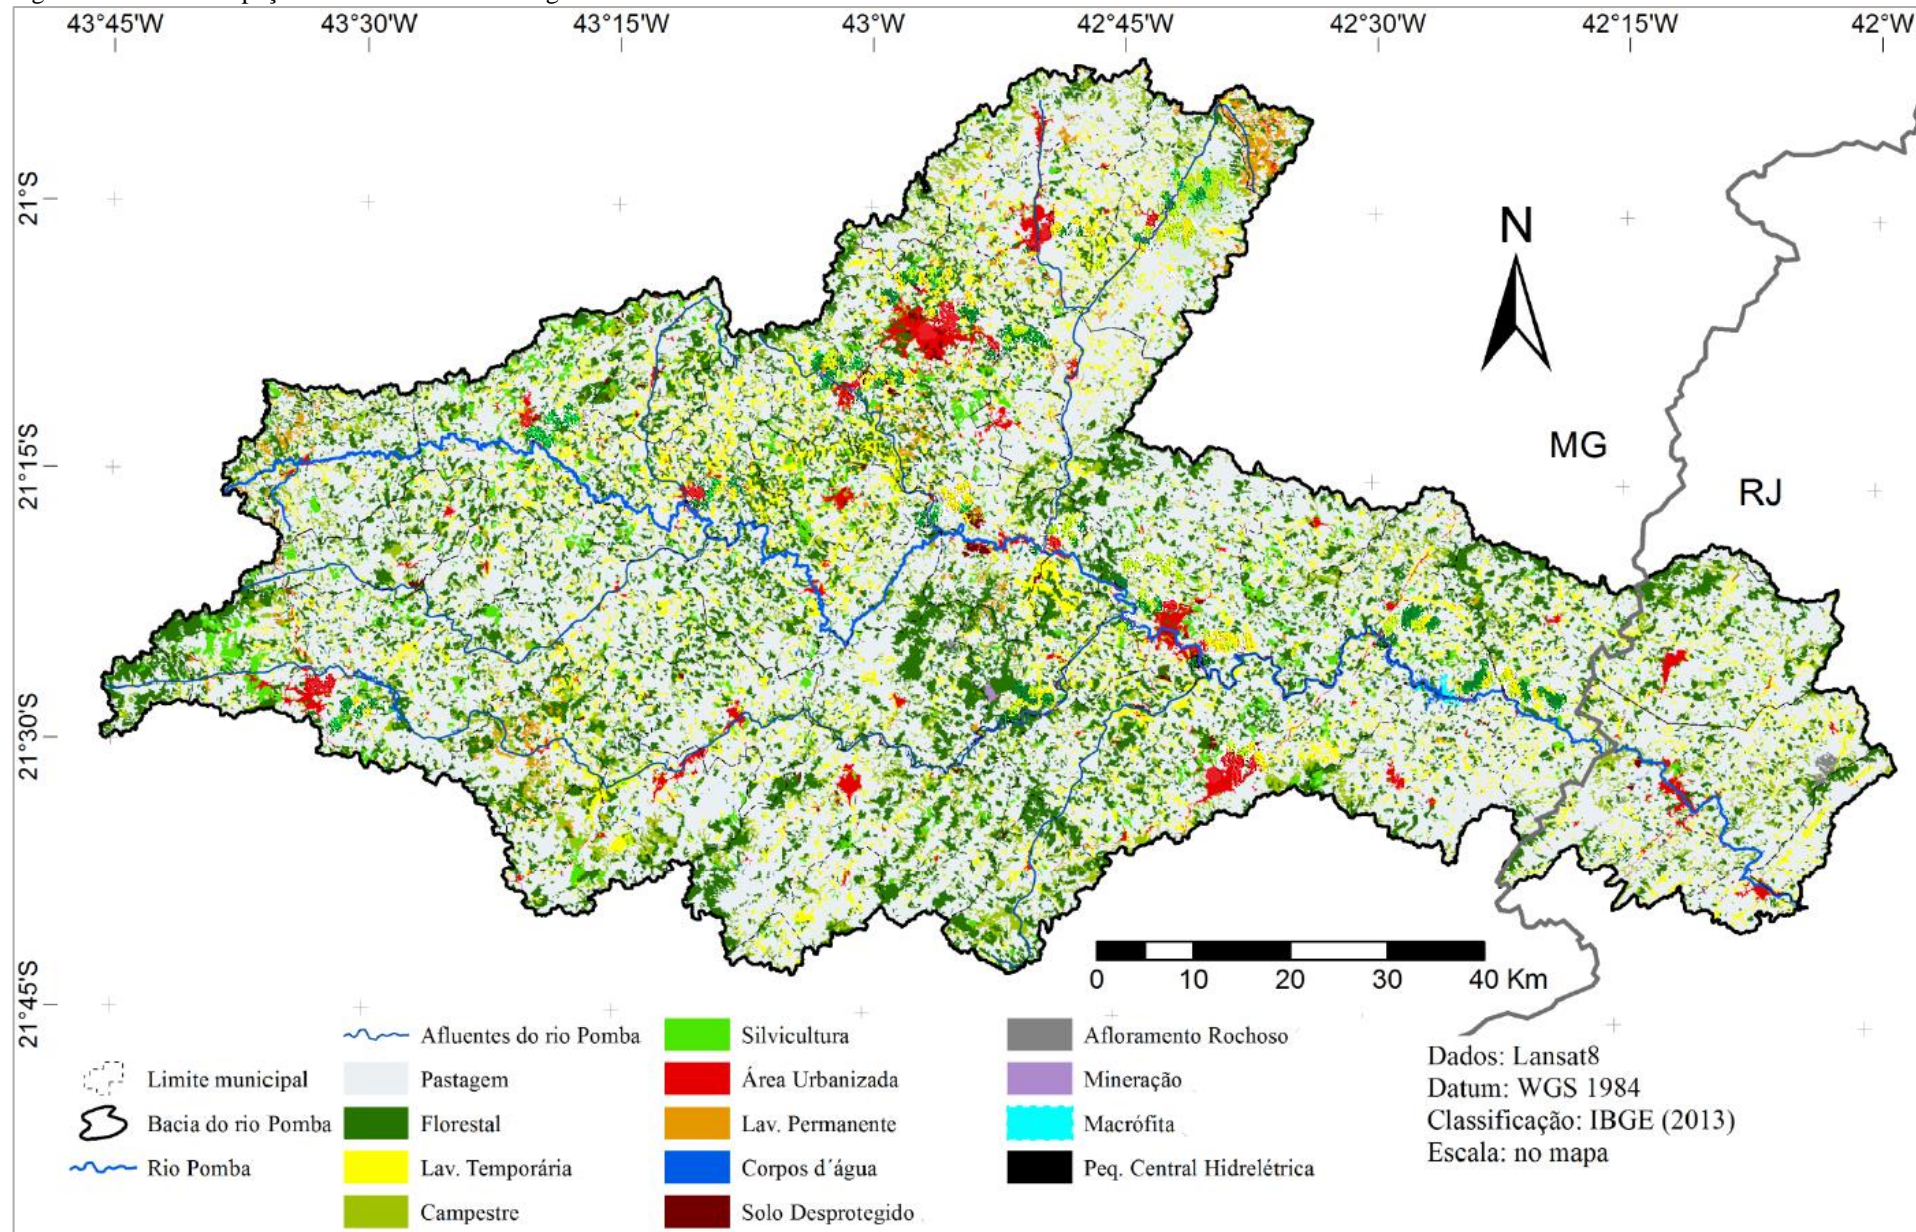 43°45'W 43°30'W 43°15'W 43°W 42°45'W 42°30'W 42°15'W 42°W
21°S
21°15'S
21°30'S
21°45'S
N
MG
RJ
0 10 20 30 40 Km
Limite municipal
Bacia do rio Pomba
Rio Pomba
Afluentes do rio Pomba
Pastagem
Florestal
Lav. Temporária
Campestre
Silvicultura
Área Urbanizada
Lav. Permanente
Corpos d´água
Solo Desprotegido
Afloramento Rochoso
Mineração
Macrófita
Peq. Central Hidrelétrica
Dados: Lansat8
Datum: WGS 1984
Classificação: IBGE (2013)
Escala: no mapa